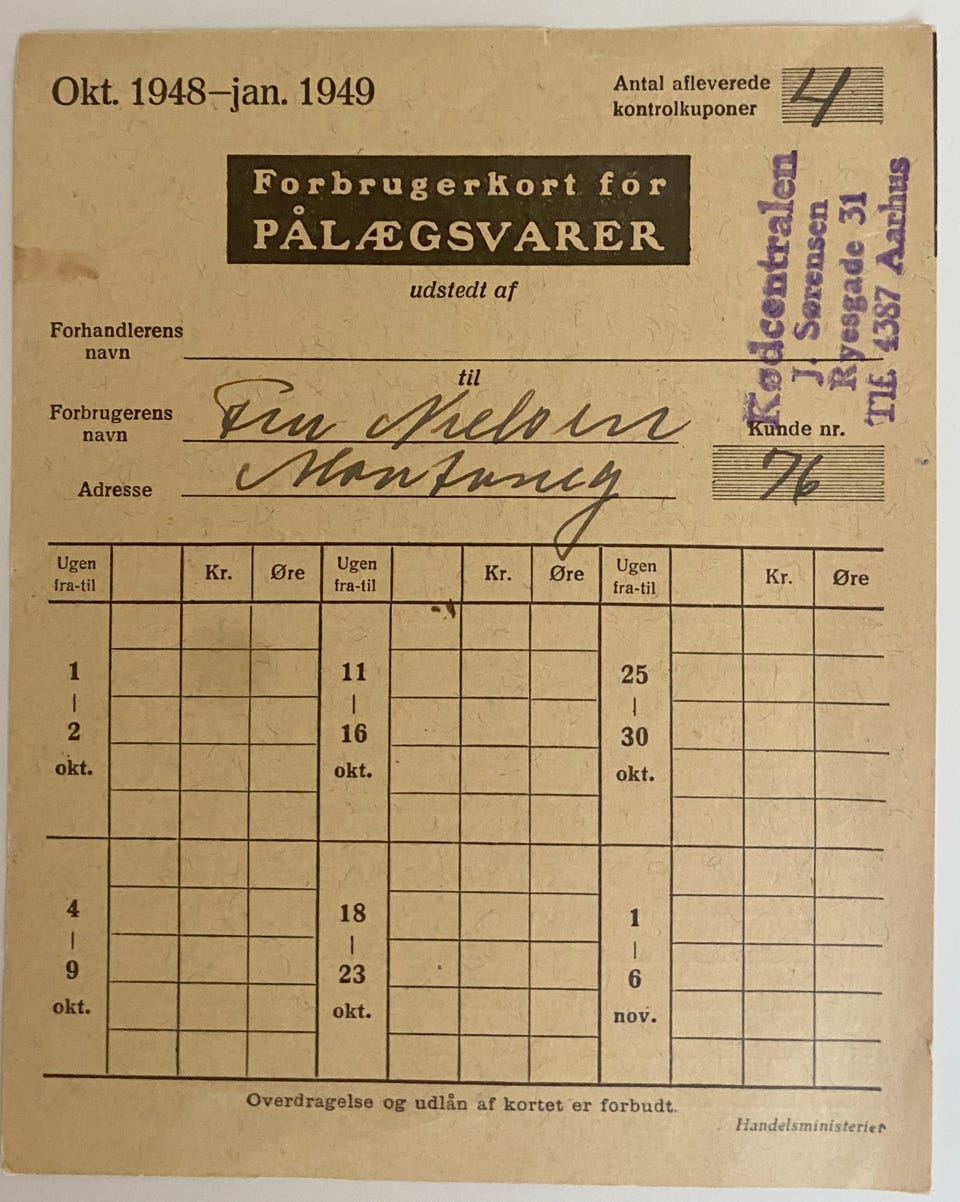 Okt. 1948–jan. 1949
Antal afleverede
kontrolkuponer
4
Forbrugerkort for
PÅLÆGSVARER
udstedt af
Kødcentralen
J. Sørensen
Ryesgade 31
Tlf. 4387 Aarhus
Forhandlerens
navn
til
Forbrugerens
navn
Fru Nielsen
Kunde nr.
Adresse
76
Ugen
fra-til
Kr.
Øre
Ugen
fra-til
Kr.
Øre
Ugen
fra-til
Kr.
Øre
1
–
2
okt.
11
–
16
okt.
25
–
30
okt.
4
–
9
okt.
18
–
23
okt.
1
–
6
nov.
Overdragelse og udlån af kortet er forbudt.
Handelsministeriet